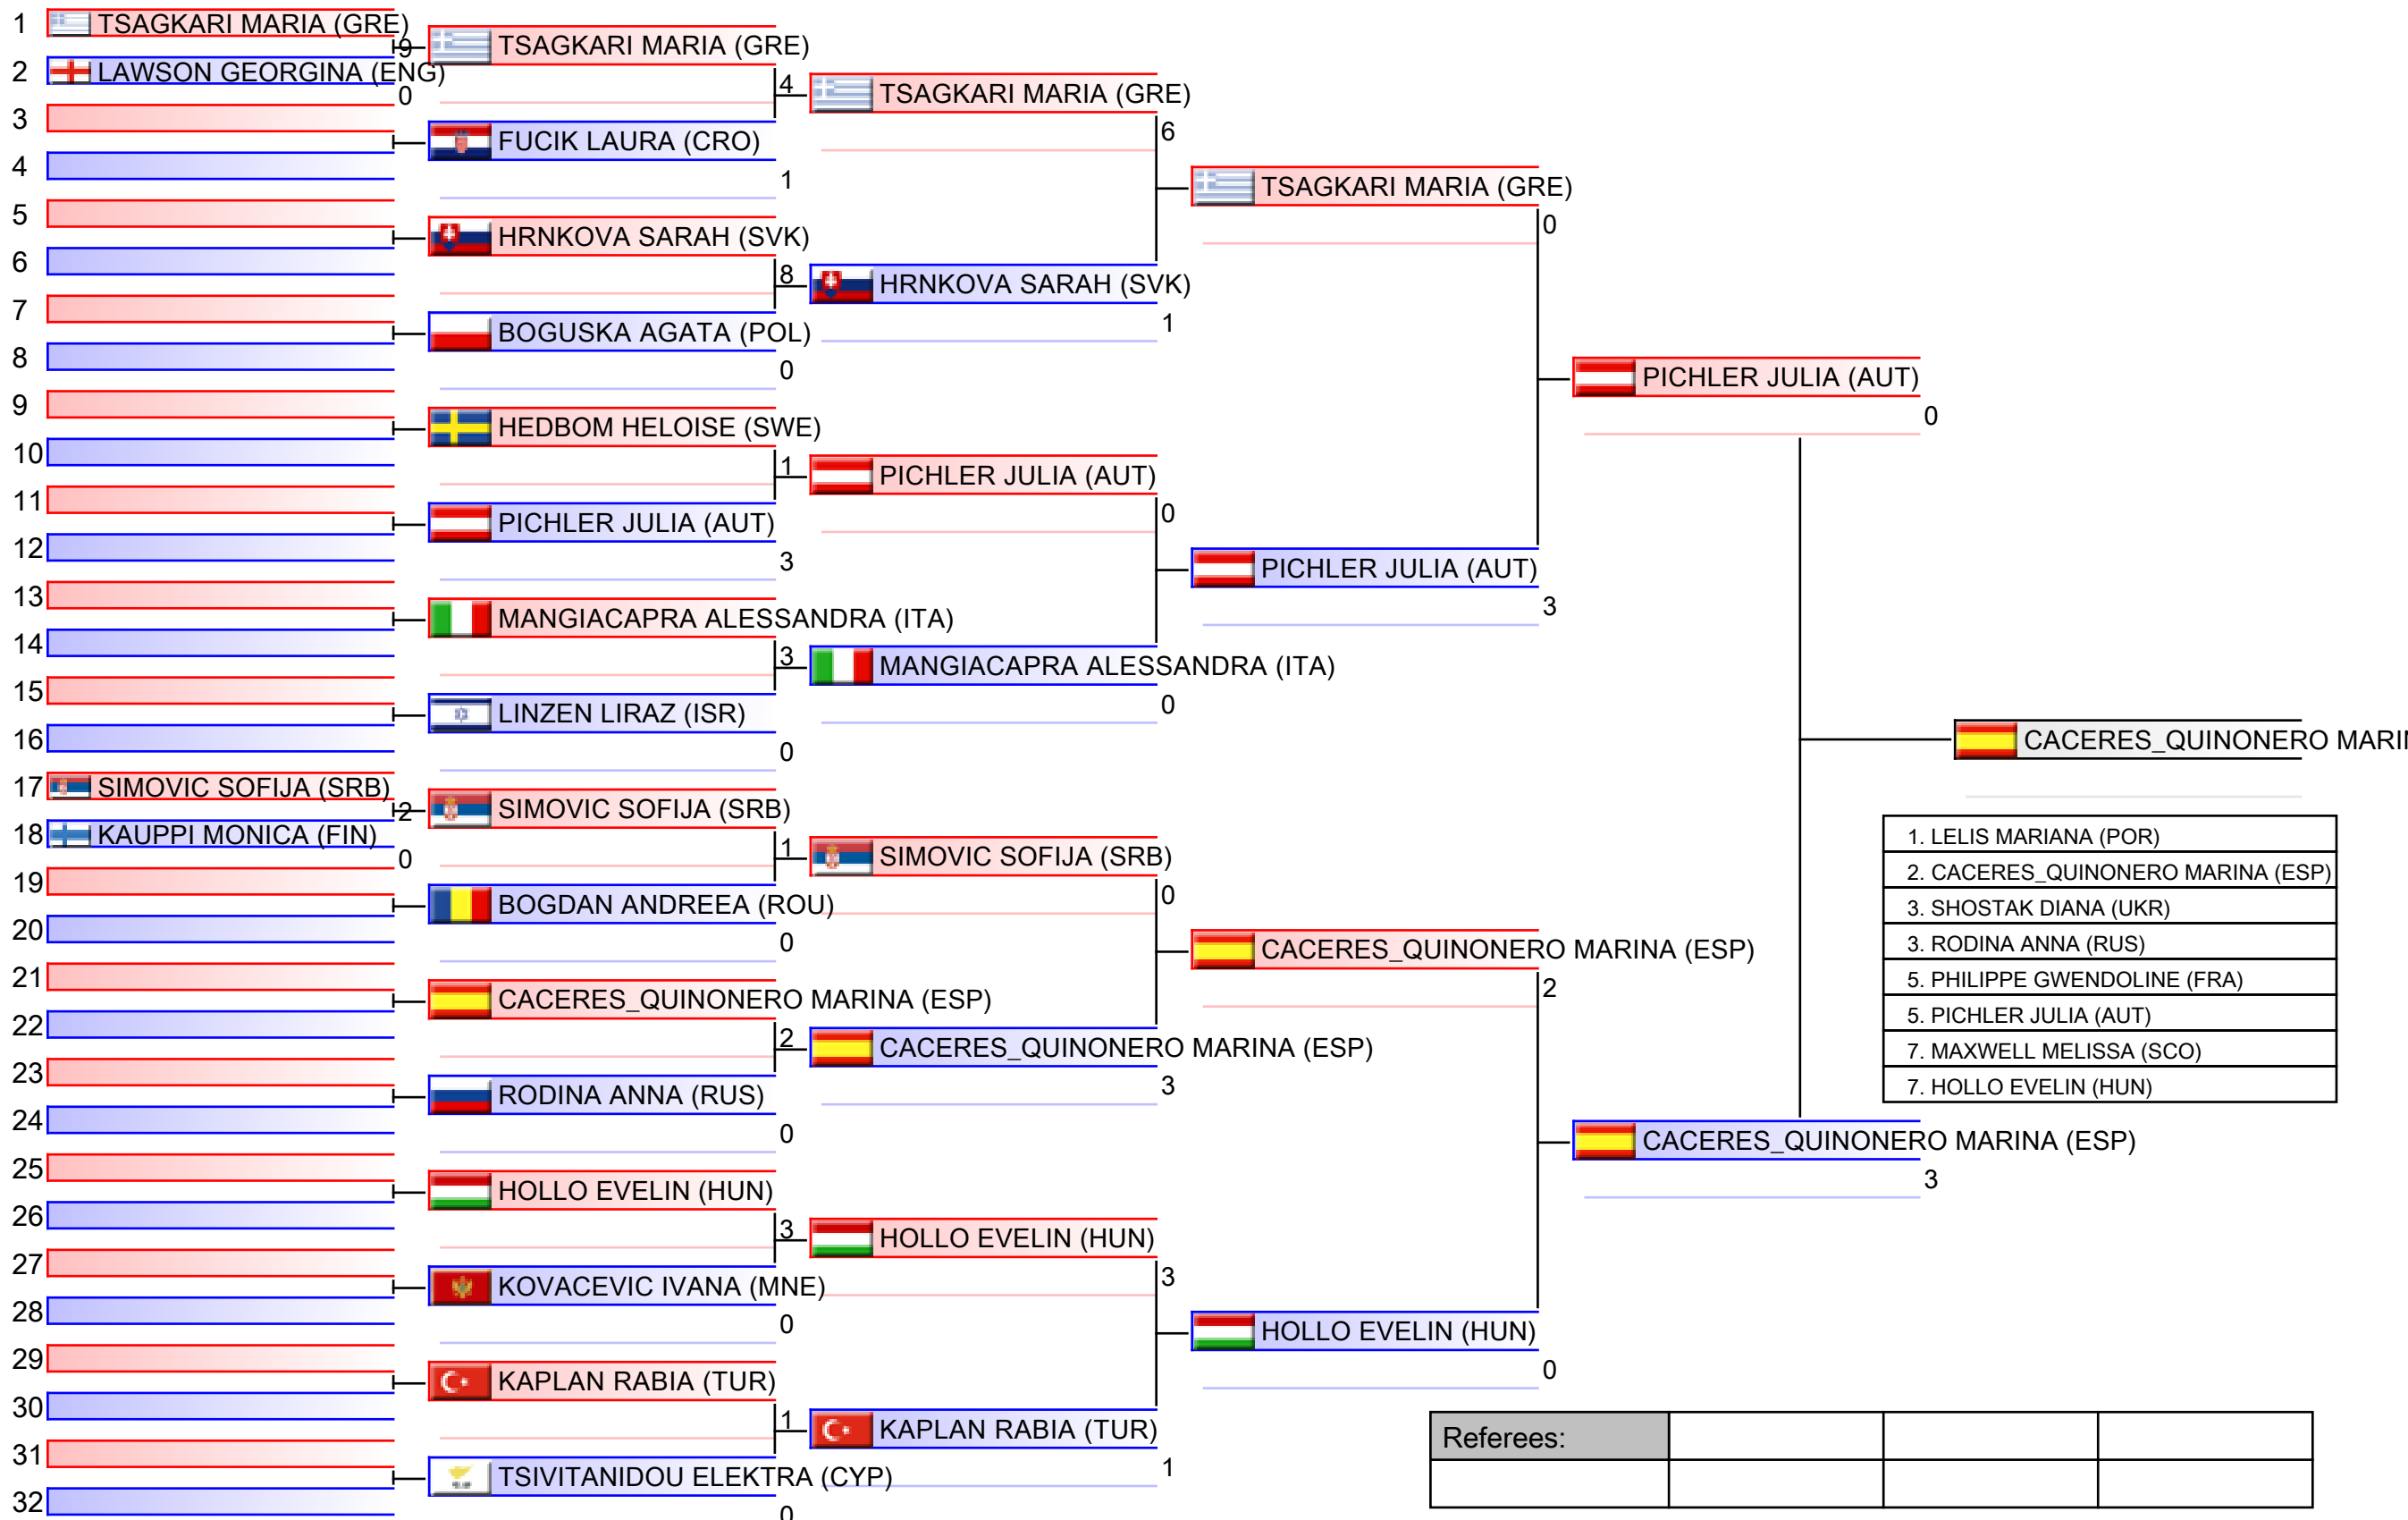 1 TSAGKARI MARIA (GRE)
9
2 LAWSON GEORGINA (ENG)
0
3
4
5
6
7
8
9
10
11
12
13
14
15
16
17 SIMOVIC SOFIJA (SRB)
2
18 KAUPPI MONICA (FIN)
0
19
20
21
22
23
24
25
26
27
28
29
30
31
32
TSAGKARI MARIA (GRE)
4
FUCIK LAURA (CRO)
1
HRNKOVA SARAH (SVK)
8
BOGUSKA AGATA (POL)
0
HEDBOM HELOISE (SWE)
1
PICHLER JULIA (AUT)
3
MANGIACAPRA ALESSANDRA (ITA)
3
LINZEN LIRAZ (ISR)
0
SIMOVIC SOFIJA (SRB)
1
BOGDAN ANDREEA (ROU)
0
CACERES_QUINONERO MARINA (ESP)
2
RODINA ANNA (RUS)
0
HOLLO EVELIN (HUN)
3
KOVACEVIC IVANA (MNE)
0
KAPLAN RABIA (TUR)
1
TSIVITANIDOU ELEKTRA (CYP)
0
TSAGKARI MARIA (GRE)
6
HRNKOVA SARAH (SVK)
1
PICHLER JULIA (AUT)
0
MANGIACAPRA ALESSANDRA (ITA)
0
SIMOVIC SOFIJA (SRB)
0
CACERES_QUINONERO MARINA (ESP)
3
HOLLO EVELIN (HUN)
3
KAPLAN RABIA (TUR)
1
TSAGKARI MARIA (GRE)
0
PICHLER JULIA (AUT)
3
CACERES_QUINONERO MARINA (ESP)
2
HOLLO EVELIN (HUN)
0
PICHLER JULIA (AUT)
0
CACERES_QUINONERO MARINA (ESP)
3
CACERES_QUINONERO
1. LELIS MARIANA (POR)
2. CACERES_QUINONERO MARINA (ESP)
3. SHOSTAK DIANA (UKR)
3. RODINA ANNA (RUS)
5. PHILIPPE GWENDOLINE (FRA)
5. PICHLER JULIA (AUT)
7. MAXWELL MELISSA (SCO)
7. HOLLO EVELIN (HUN)
Referees: